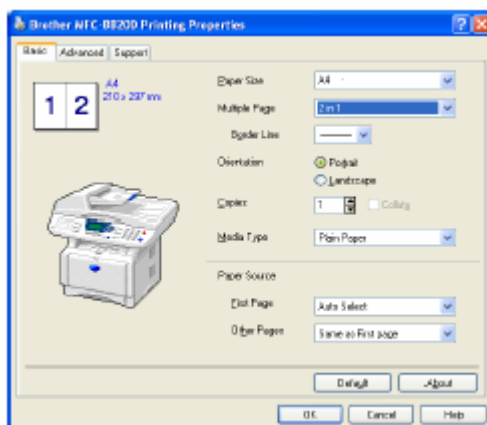 Brother MFC-8820D Printing Properties
Basic Advanced Support
1 2
A4
210 x 297 mm
Paper Size A4
Multiple Page 2 in 1
Border Line
Orientation Portrait
Landscape
Copies 1 Collate
Media Type Plain Paper
Paper Source
First Page Auto Select
Other Pages Same as First page
Default About
OK Cancel Help